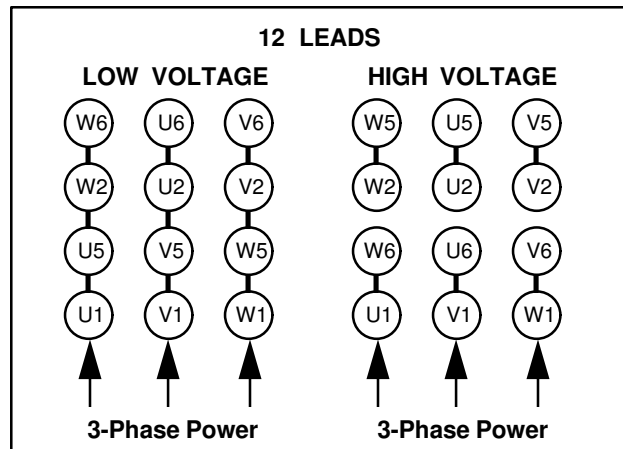 12 LEADS
LOW VOLTAGE HIGH VOLTAGE
W6 U6 V6 W5 U5 V5
W2 U2 V2 W2 U2 V2
U5 V5 W5 W6 U6 V6
U1 V1 W1 U1 V1 W1
3-Phase Power 3-Phase Power